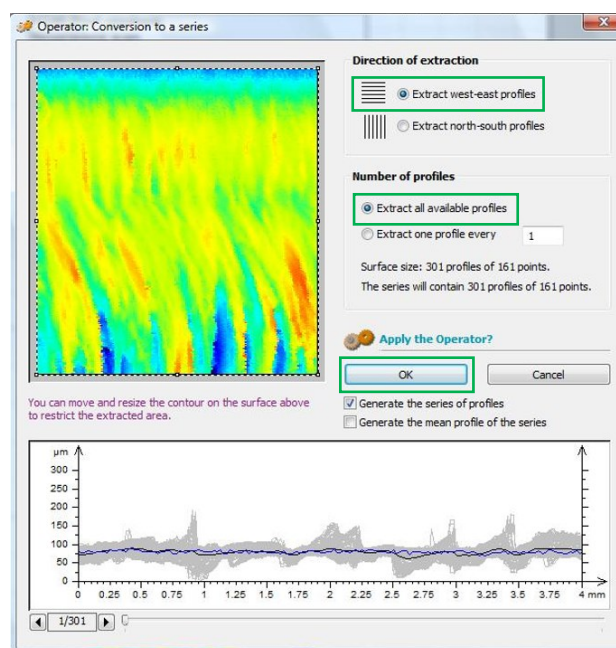 Operator: Conversion to a series
Direction of extraction
Extract west-east profiles
Extract north-south profiles
Number of profiles
Extract all available profiles
Extract one profile every 1
Surface size: 301 profiles of 161 points.
The series will contain 301 profiles of 161 points.
Apply the Operator?
OK Cancel
You can move and resize the contour on the surface above
to restrict the extracted area.
Generate the series of profiles
Generate the mean profile of the series
µm
300
250
200
150
100
50
0
0 0.25 0.5 0.75 1 1.25 1.5 1.75 2 2.25 2.5 2.75 3 3.25 3.5 3.75 4 mm
1/301